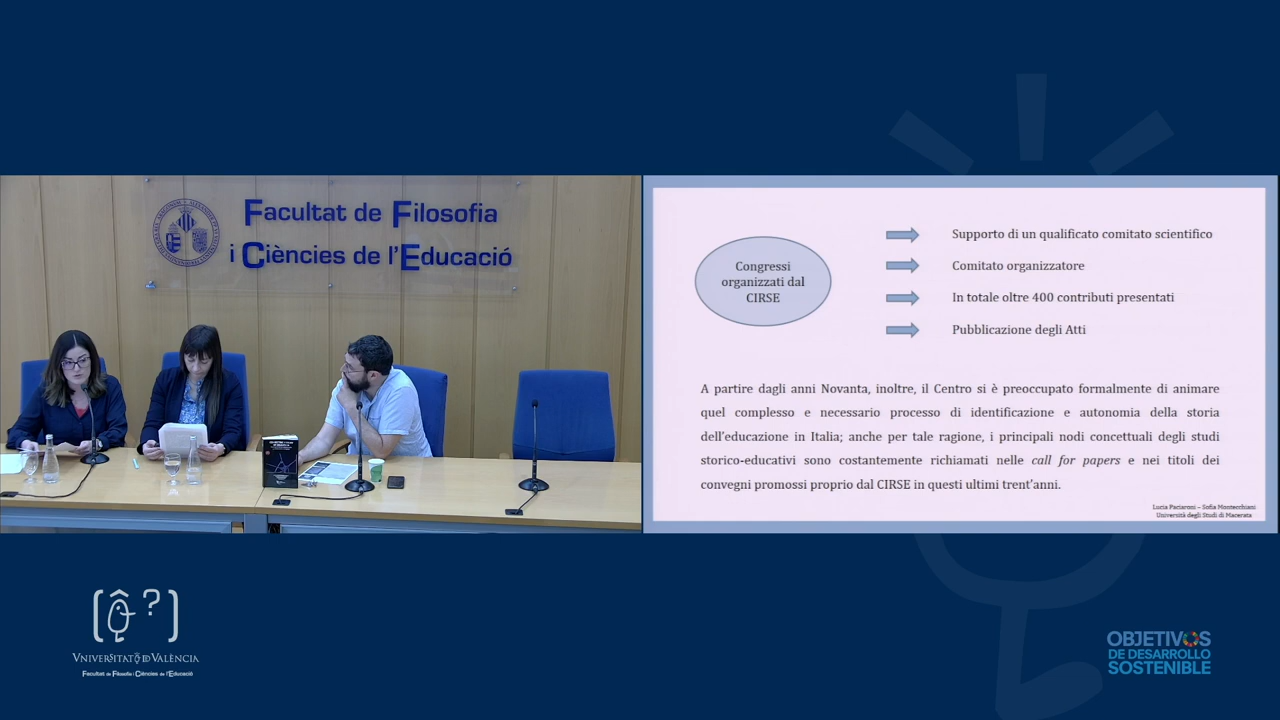 Facultat de Filosofia
i Ciències de l'Educació
Congressi
organizzati dal
CIRSE
Supporto di un qualificato comitato scientifico
Comitato organizzatore
In totale oltre 400 contributi presentati
Pubblicazione degli Atti
A partire dagli anni Novanta, inoltre, il Centro si è preoccupato formalmente di animare
quel complesso e necessario processo di identificazione e autonomia della storia
dell'educazione in Italia; anche per tale ragione, i principali nodi concettuali degli studi
storico-educativi sono costantemente richiamati nelle call for papers e nei titoli dei
convegni promossi proprio dal CIRSE in questi ultimi trent'anni.
Lucia Paciaroni – Sofia Montecchiani
Università degli Studi di Macerata
VNIVERSITAT DE VALÈNCIA
Facultat de Filosofia i Ciències de l'Educació
OBJETIVOS
DE DESARROLLO
SOSTENIBLE